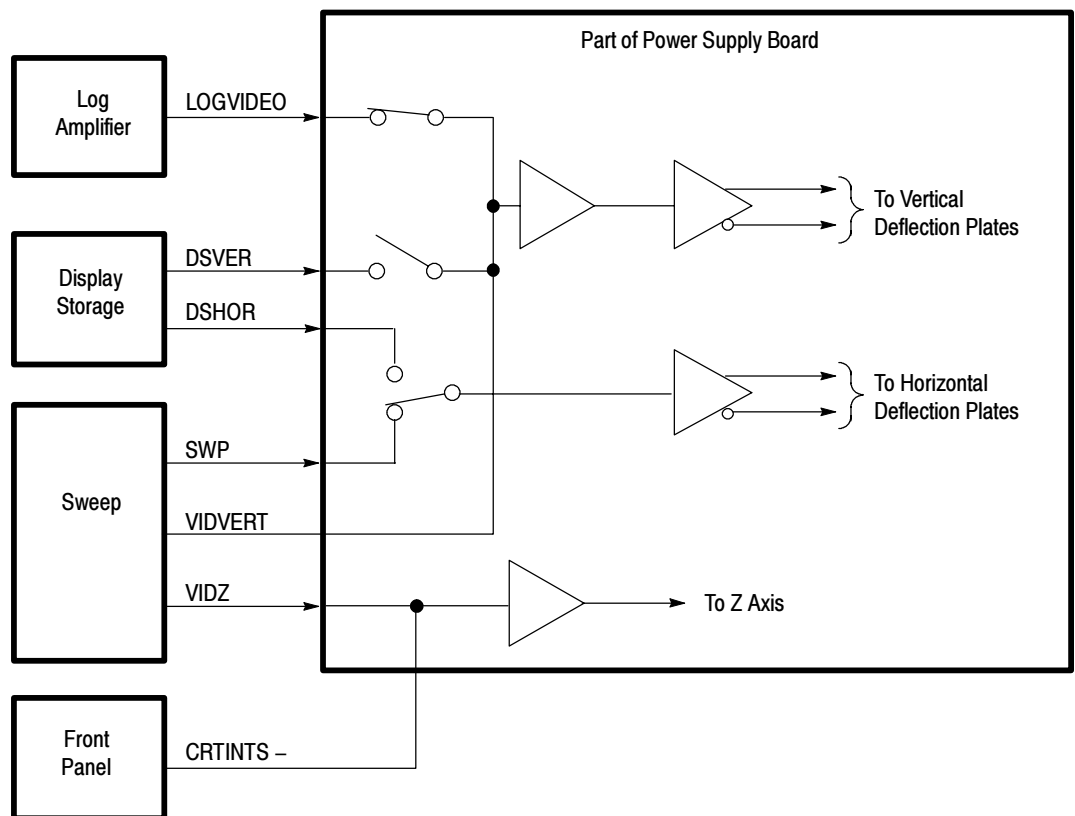 Part of Power Supply Board
Log
Amplifier
LOGVIDEO
To Vertical
Deflection Plates
Display
Storage
DSVER
DSHOR
To Horizontal
Deflection Plates
Sweep
SWP
VIDVERT
VIDZ
To Z Axis
Front
Panel
CRTINTS –